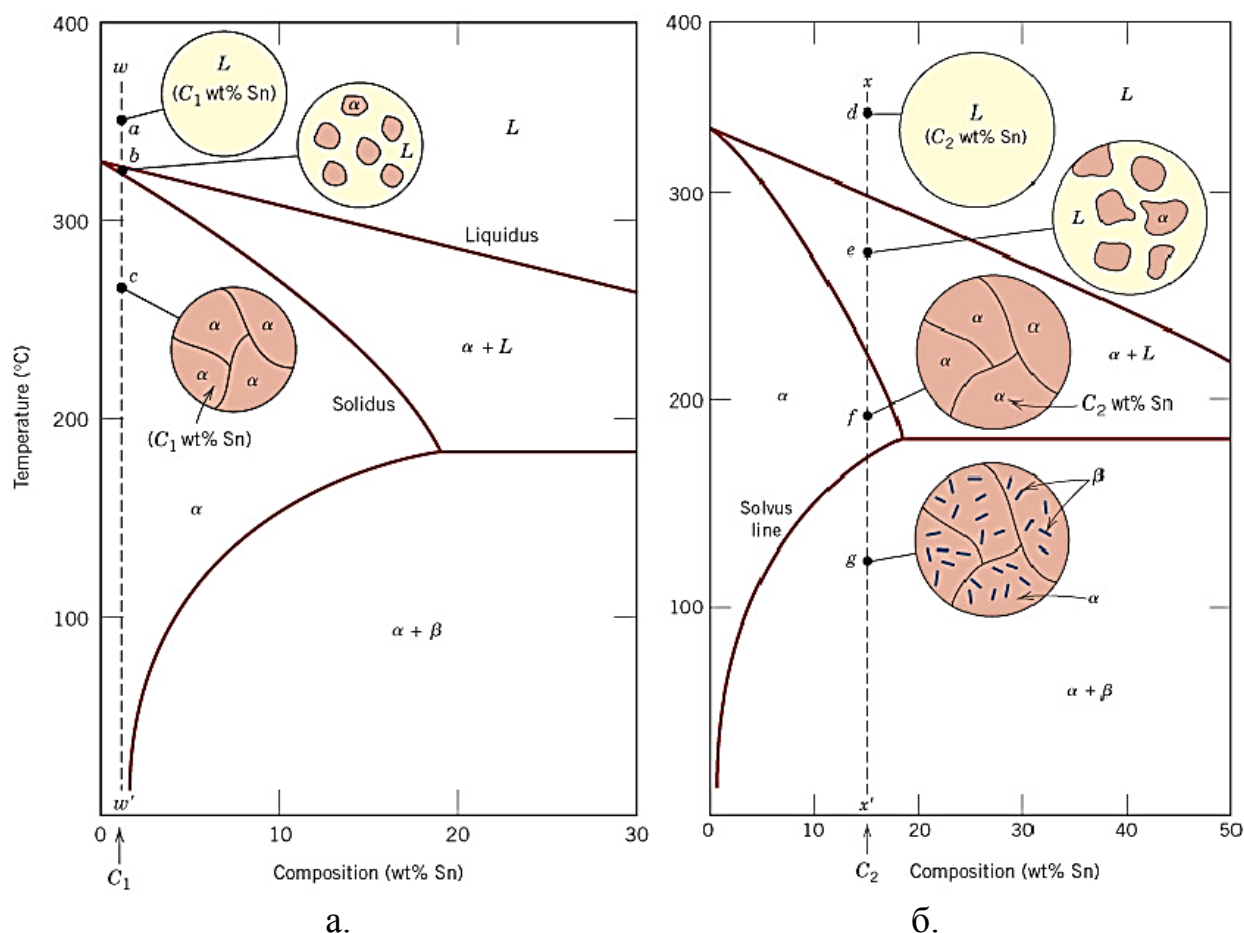 400
w
L
(C₁ wt% Sn)
α
L
a
b
L
300
Liquidus
c
α
α
α
α
α + L
Solidus
(C₁ wt% Sn)
200
α
100
α + β
w′
0
10
20
30
C₁
Composition (wt% Sn)
Temperature (°C)
а.
400
x
d
L
(C₂ wt% Sn)
L
L
α
300
e
α
α
α
α
α + L
α
C₂ wt% Sn
200
f
β
Solvus
line
g
α
100
α + β
x′
0
10
20
30
40
50
C₂
Composition (wt% Sn)
б.